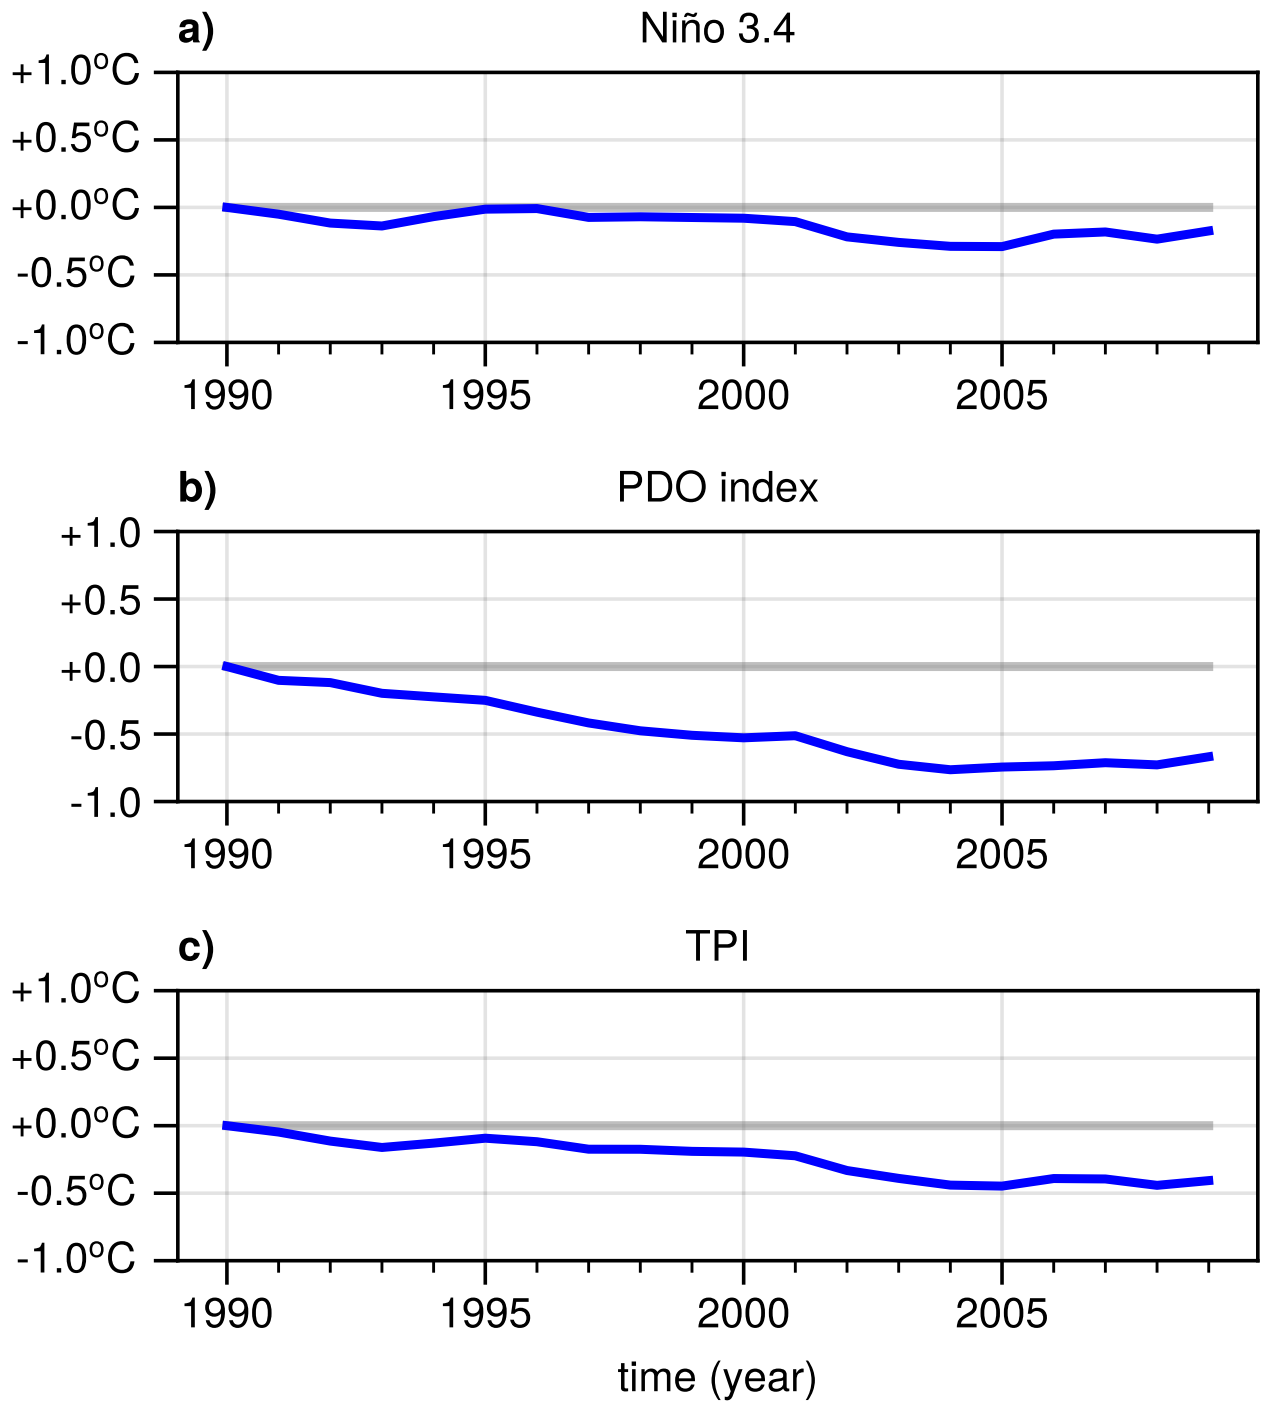 a) Niño 3.4
+1.0°C
+0.5°C
+0.0°C
-0.5°C
-1.0°C
1990 1995 2000 2005
b) PDO index
+1.0
+0.5
+0.0
-0.5
-1.0
1990 1995 2000 2005
c) TPI
+1.0°C
+0.5°C
+0.0°C
-0.5°C
-1.0°C
1990 1995 2000 2005
time (year)